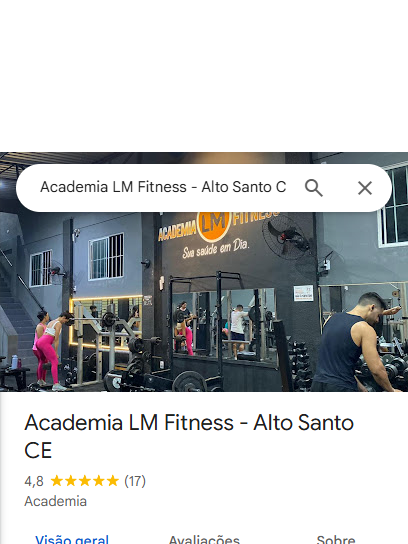 Academia LM Fitness - Alto Santo C
ACADEMIA LM FITNESS
Sua saúde em Dia.
Academia LM Fitness - Alto Santo
CE
4,8 (17)
Academia
Visão geral Avaliações Sobre